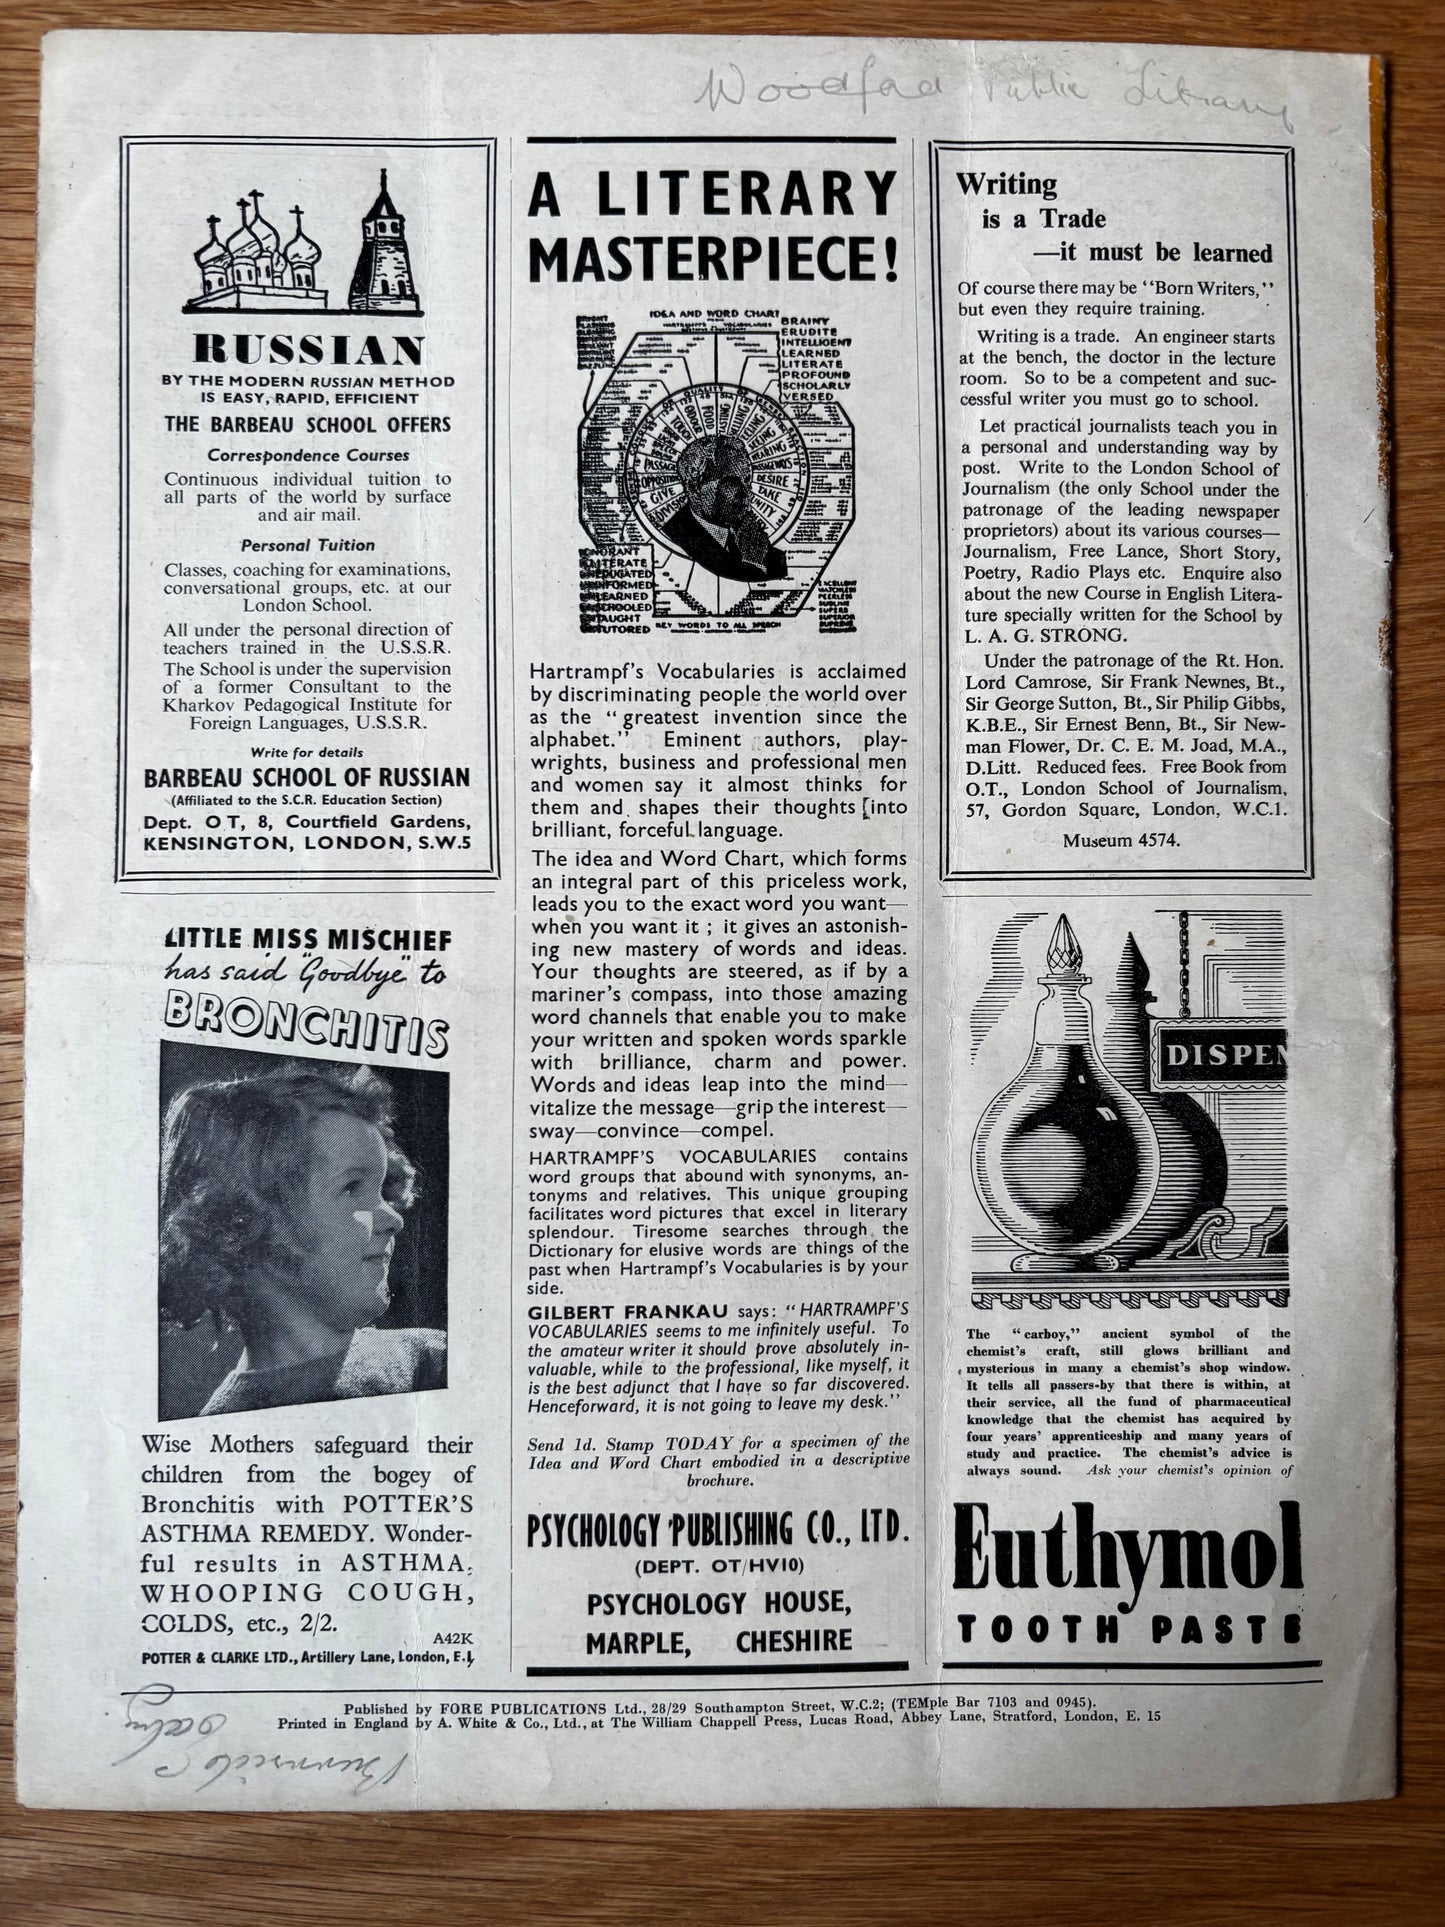 Woodford Public Library
RUSSIAN
BY THE MODERN RUSSIAN METHOD
IS EASY, RAPID, EFFICIENT
THE BARBEAU SCHOOL OFFERS
Correspondence Courses
Continuous individual tuition to
all parts of the world by surface
and air mail.
Personal Tuition
Classes, coaching for examinations,
conversational groups, etc. at our
London School.
All under the personal direction of
teachers trained in the U.S.S.R.
The School is under the supervision
of a former Consultant to the
Kharkov Pedagogical Institute for
Foreign Languages, U.S.S.R.
Write for details
BARBEAU SCHOOL OF RUSSIAN
(Affiliated to the S.C.R. Education Section)
Dept. O T, 8, Courtfield Gardens,
KENSINGTON, LONDON, S.W.5
LITTLE MISS MISCHIEF
has said "Goodbye" to
BRONCHITIS
Wise Mothers safeguard their
children from the bogey of
Bronchitis with POTTER'S
ASTHMA REMEDY. Wonder-
ful results in ASTHMA,
WHOOPING COUGH,
COLDS, etc., 2/2.
A42K
POTTER & CLARKE LTD., Artillery Lane, London, E.1
A LITERARY
MASTERPIECE!
IDEA AND WORD CHART
BRAINY
ERUDITE
INTELLIGENT
LEARNED
LITERATE
PROFOUND
SCHOLARLY
VERSED
HEARING
DESIRE
TAKE
GIVE
IGNORANT
ILLITERATE
UNEDUCATED
UNINFORMED
UNLEARNED
UNSCHOOLED
UNTAUGHT
UNTUTORED
KEY WORDS TO ALL SPEECH
EXCELLENT
MATCHLESS
PEERLESS
SUBLIME
SUPERB
SUPERIOR
SUPREME
Hartrampf's Vocabularies is acclaimed
by discriminating people the world over
as the "greatest invention since the
alphabet." Eminent authors, play-
wrights, business and professional men
and women say it almost thinks for
them and shapes their thoughts [into
brilliant, forceful language.
The idea and Word Chart, which forms
an integral part of this priceless work,
leads you to the exact word you want—
when you want it ; it gives an astonish-
ing new mastery of words and ideas.
Your thoughts are steered, as if by a
mariner's compass, into those amazing
word channels that enable you to make
your written and spoken words sparkle
with brilliance, charm and power.
Words and ideas leap into the mind—
vitalize the message—grip the interest—
sway—convince—compel.
HARTRAMPF'S VOCABULARIES contains
word groups that abound with synonyms, an-
tonyms and relatives. This unique grouping
facilitates word pictures that excel in literary
splendour. Tiresome searches through the
Dictionary for elusive words are things of the
past when Hartrampf's Vocabularies is by your
side.
GILBERT FRANKAU says: "HARTRAMPF'S
VOCABULARIES seems to me infinitely useful. To
the amateur writer it should prove absolutely in-
valuable, while to the professional, like myself, it
is the best adjunct that I have so far discovered.
Henceforward, it is not going to leave my desk."
Send 1d. Stamp TODAY for a specimen of the
Idea and Word Chart embodied in a descriptive
brochure.
PSYCHOLOGY PUBLISHING CO., LTD.
(DEPT. OT/HV10)
PSYCHOLOGY HOUSE,
MARPLE, CHESHIRE
Writing
is a Trade
—it must be learned
Of course there may be "Born Writers,"
but even they require training.
Writing is a trade. An engineer starts
at the bench, the doctor in the lecture
room. So to be a competent and suc-
cessful writer you must go to school.
Let practical journalists teach you in
a personal and understanding way by
post. Write to the London School of
Journalism (the only School under the
patronage of the leading newspaper
proprietors) about its various courses—
Journalism, Free Lance, Short Story,
Poetry, Radio Plays etc. Enquire also
about the new Course in English Litera-
ture specially written for the School by
L. A. G. STRONG.
Under the patronage of the Rt. Hon.
Lord Camrose, Sir Frank Newnes, Bt.,
Sir George Sutton, Bt., Sir Philip Gibbs,
K.B.E., Sir Ernest Benn, Bt., Sir New-
man Flower, Dr. C. E. M. Joad, M.A.,
D.Litt. Reduced fees. Free Book from
O.T., London School of Journalism,
57, Gordon Square, London, W.C.1.
Museum 4574.
DISPEN
The "carboy," ancient symbol of the
chemist's craft, still glows brilliant and
mysterious in many a chemist's shop window.
It tells all passers-by that there is within, at
their service, all the fund of pharmaceutical
knowledge that the chemist has acquired by
four years' apprenticeship and many years of
study and practice. The chemist's advice is
always sound. Ask your chemist's opinion of
Euthymol
TOOTH PASTE
Published by FORE PUBLICATIONS Ltd., 28/29 Southampton Street, W.C.2; (TEMple Bar 7103 and 0945).
Printed in England by A. White & Co., Ltd., at The William Chappell Press, Lucas Road, Abbey Lane, Stratford, London, E. 15